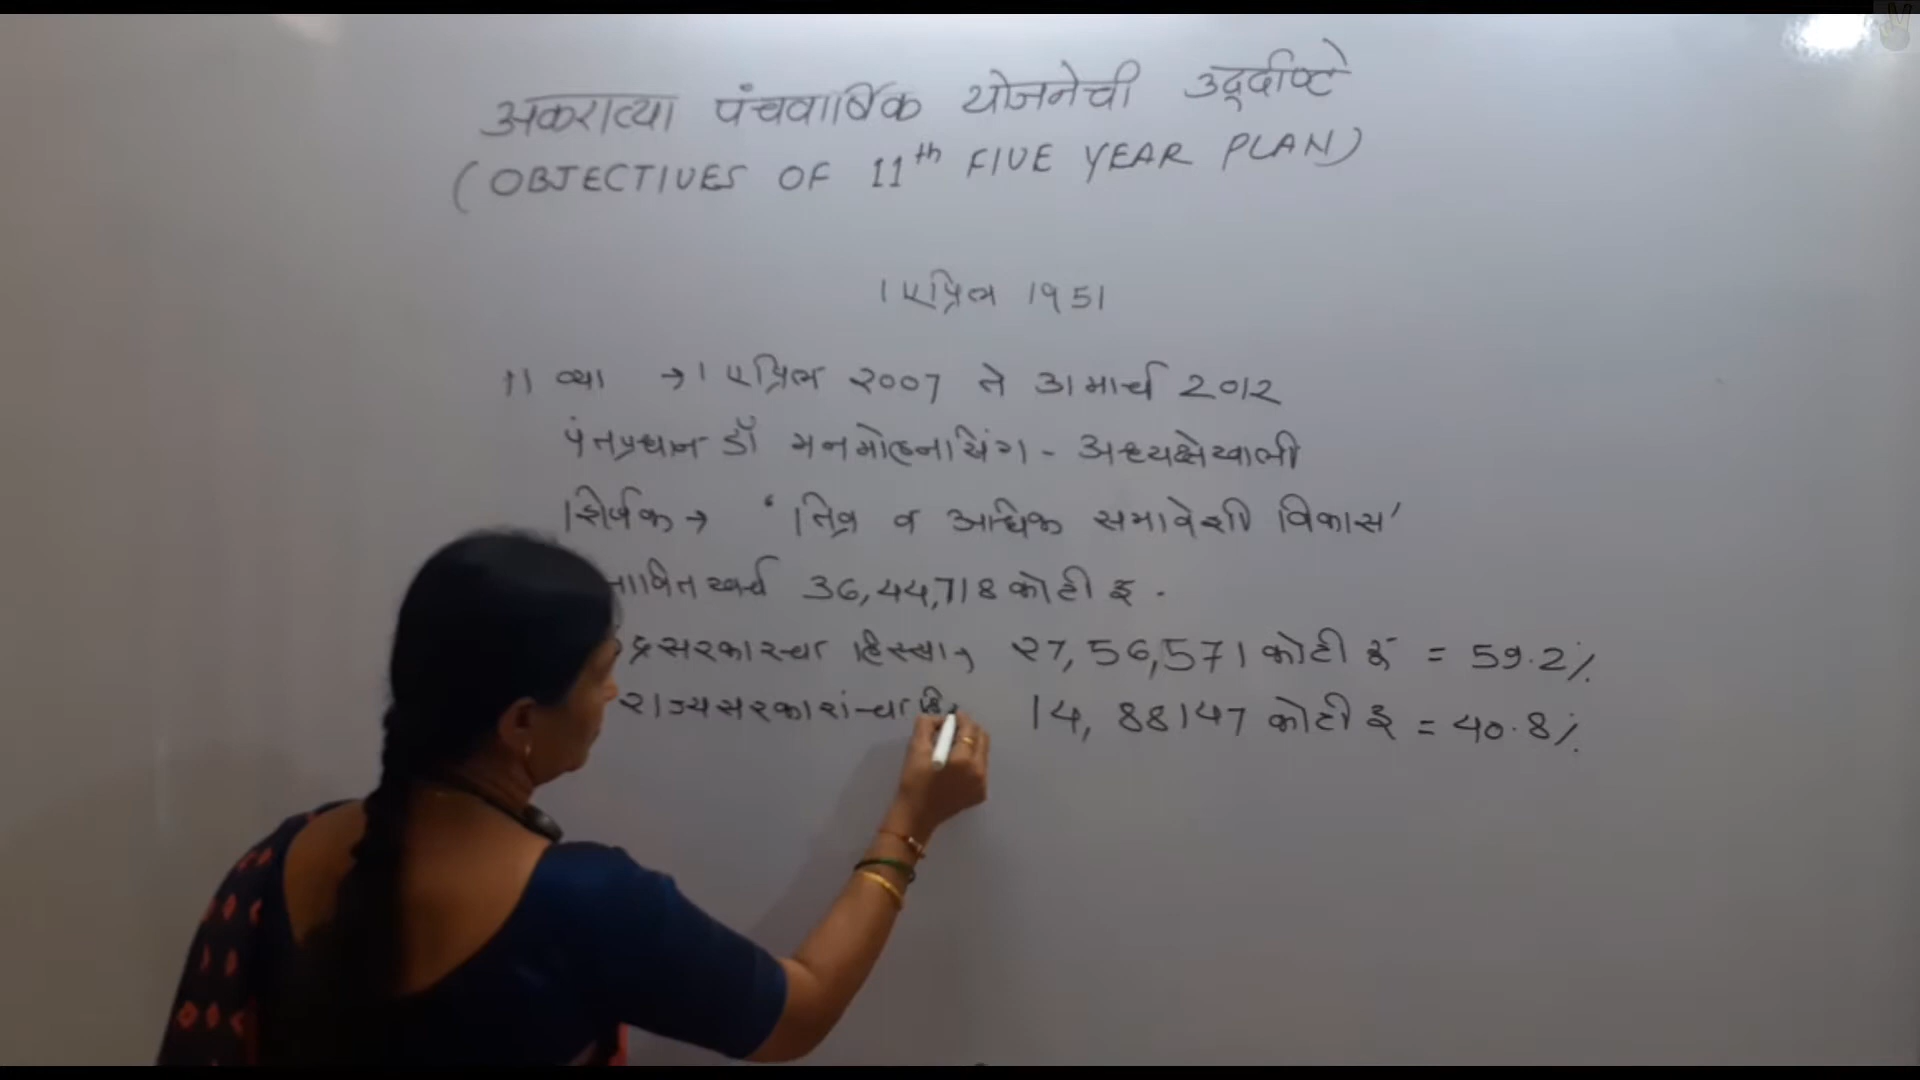 अकराव्या पंचवार्षिक योजनेची उद्दीष्टे
(OBJECTIVES OF 11th FIVE YEAR PLAN)
1 एप्रिल 1951
11 व्या → 1 एप्रिल 2007 ते 31 मार्च 2012
पंतप्रधान डॉ मनमोहनसिंग - अध्यक्षेखाली
शिर्षक → 'तिव्र व अधिक समावेशी विकास'
खर्च 36,44,718 कोटी रू.
सरकारचा हिस्सा → 27,56,571 कोटी रू = 59.2%
राज्यसरकारांचा हि 14,88147 कोटी रू = 40.8%